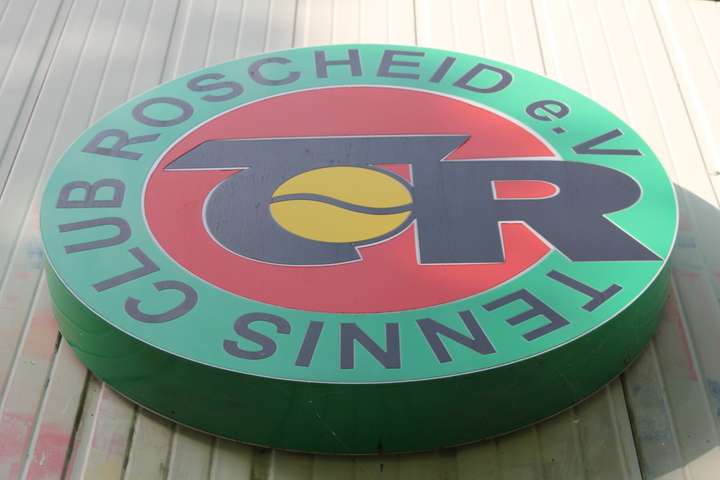 TENNIS CLUB ROSCHEID e.V
TCR